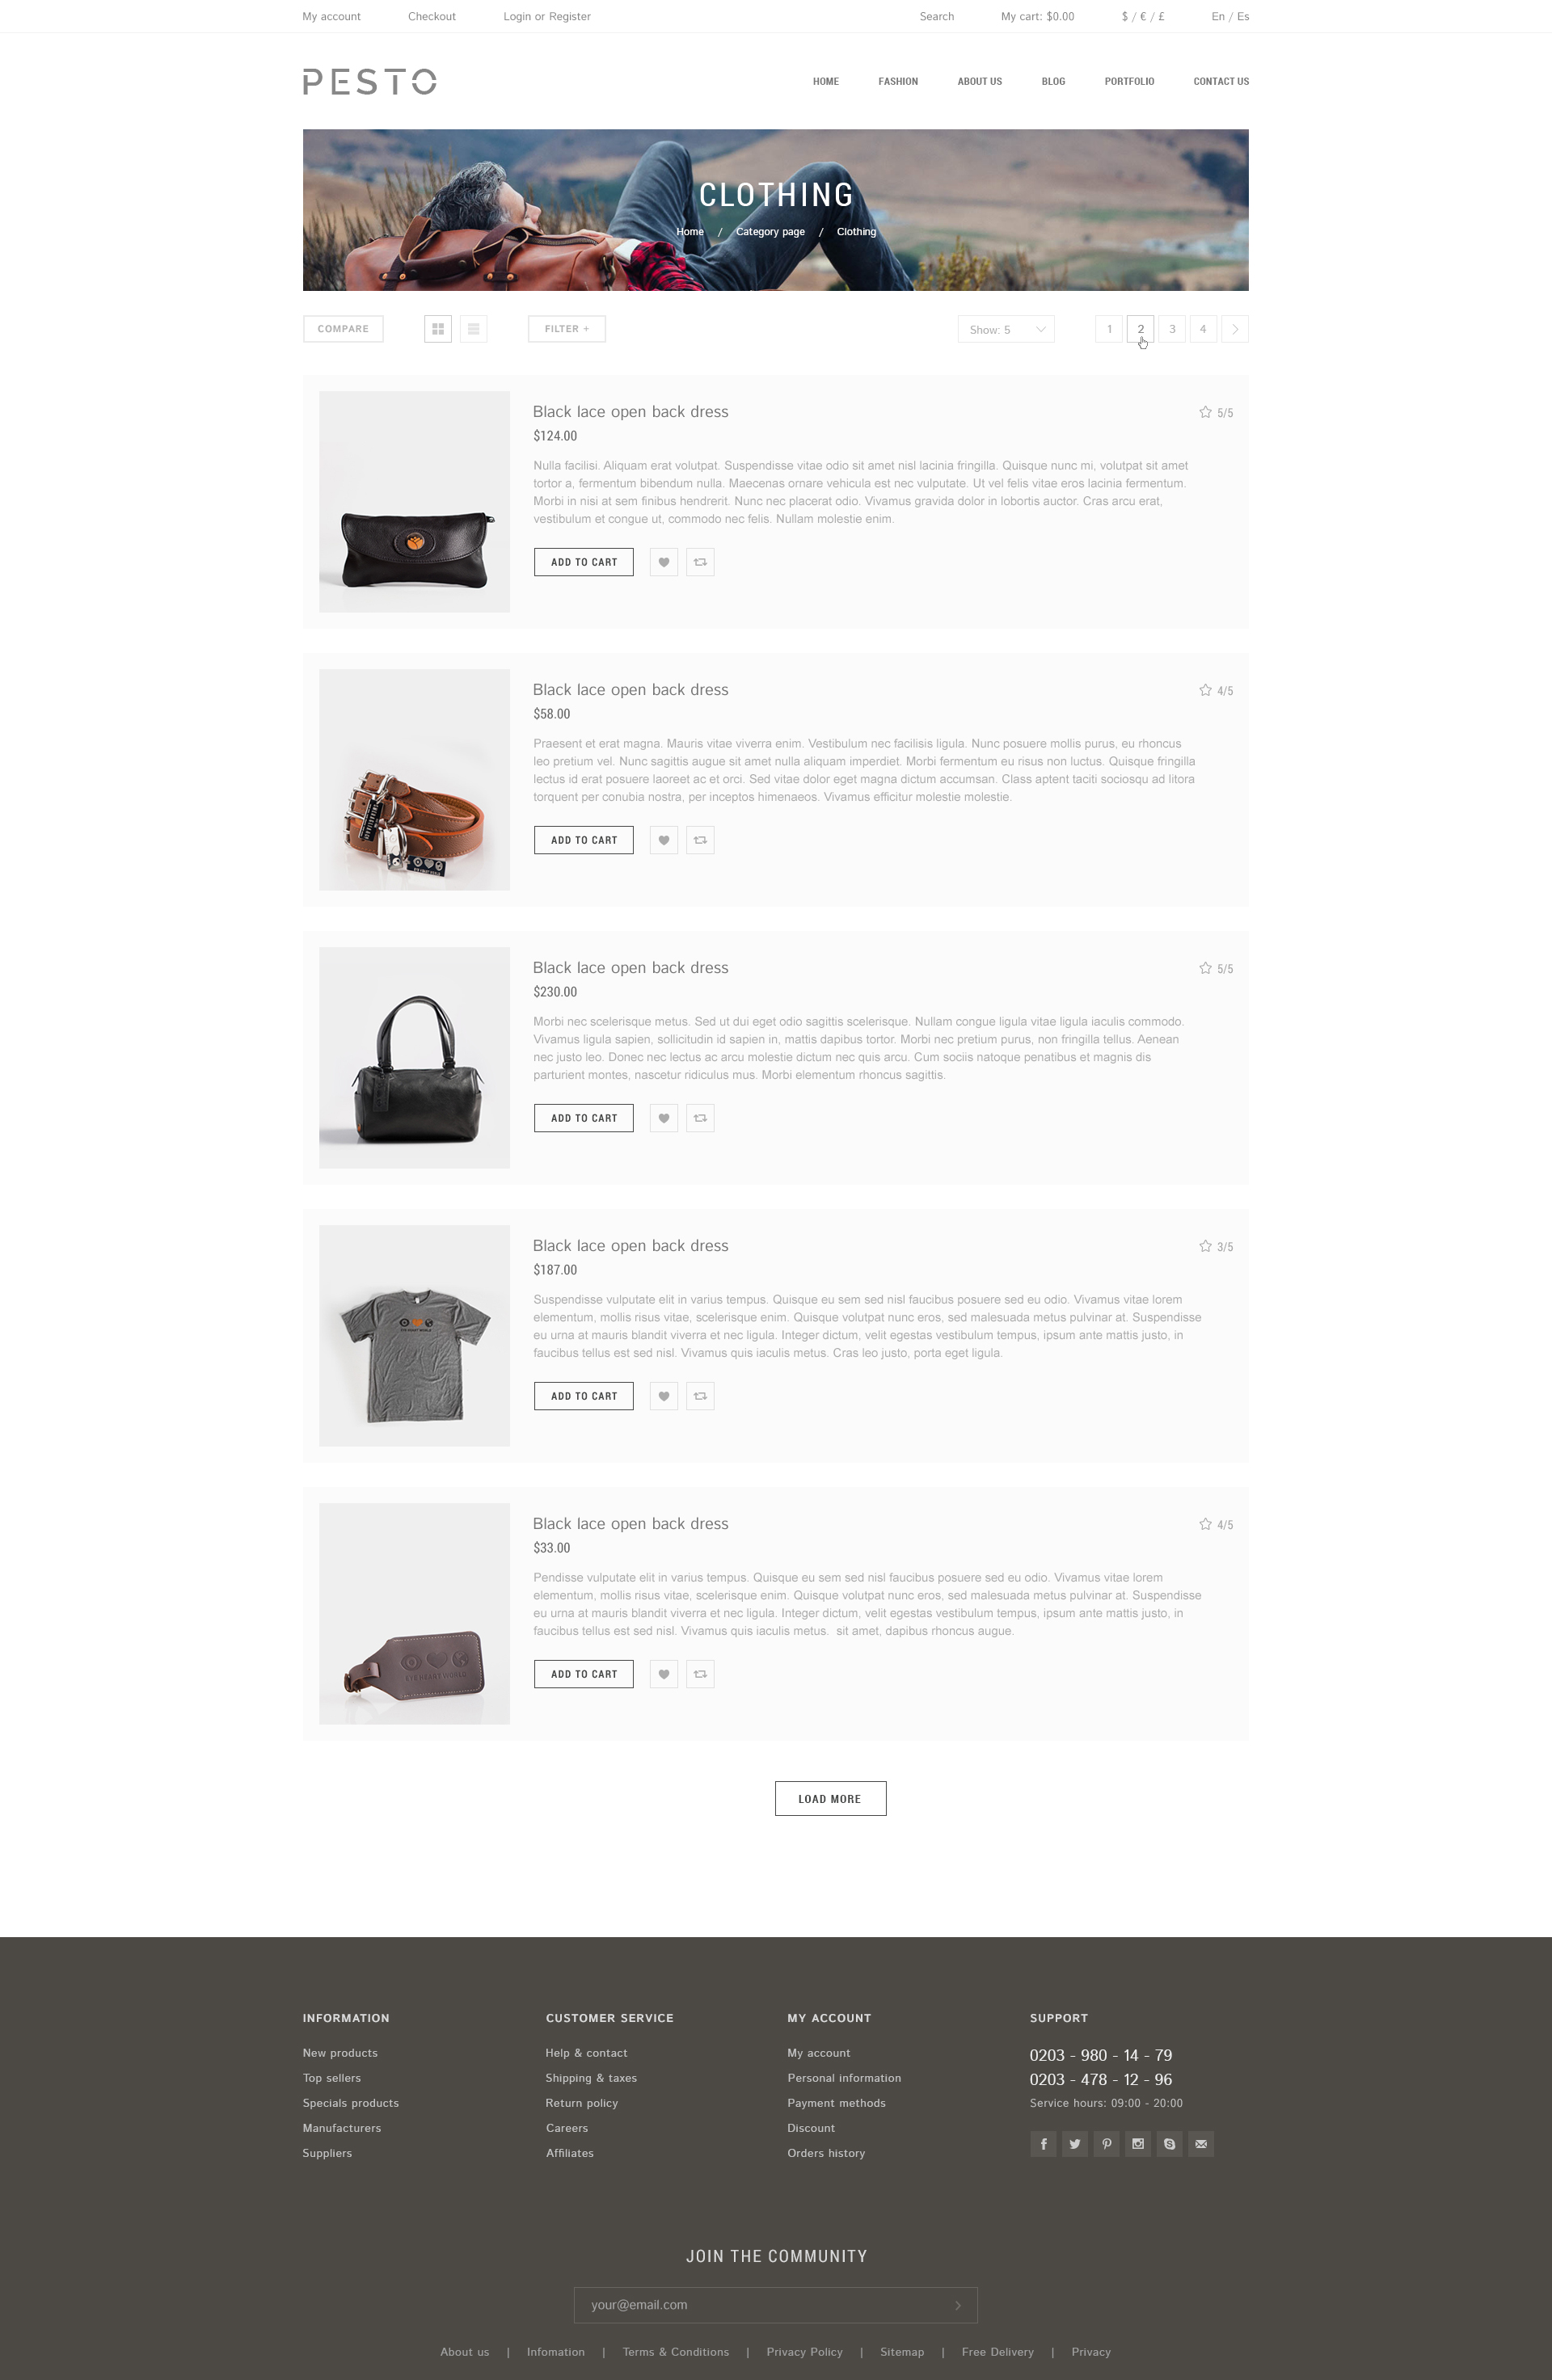 My account Checkout Login or Register Search My cart: $0.00 $ / € / £ En / Es
PESTO HOME FASHION ABOUT US BLOG PORTFOLIO CONTACT US
CLOTHING
Home / Category page / Clothing
COMPARE FILTER + Show: 5 1 2 3 4
Black lace open back dress 5/5
$124.00
Nulla facilisi. Aliquam erat volutpat. Suspendisse vitae odio sit amet nisl lacinia fringilla. Quisque nunc mi, volutpat sit amet
tortor a, fermentum bibendum nulla. Maecenas ornare vehicula est nec vulputate. Ut vel felis vitae eros lacinia fermentum.
Morbi in nisi at sem finibus hendrerit. Nunc nec placerat odio. Vivamus gravida dolor in lobortis auctor. Cras arcu erat,
vestibulum et congue ut, commodo nec felis. Nullam molestie enim.
ADD TO CART
Black lace open back dress 4/5
$58.00
Praesent et erat magna. Mauris vitae viverra enim. Vestibulum nec facilisis ligula. Nunc posuere mollis purus, eu rhoncus
leo pretium vel. Nunc sagittis augue sit amet nulla aliquam imperdiet. Morbi fermentum eu risus non luctus. Quisque fringilla
lectus id erat posuere laoreet ac et orci. Sed vitae dolor eget magna dictum accumsan. Class aptent taciti sociosqu ad litora
torquent per conubia nostra, per inceptos himenaeos. Vivamus efficitur molestie molestie.
ADD TO CART
Black lace open back dress 5/5
$230.00
Morbi nec scelerisque metus. Sed ut dui eget odio sagittis scelerisque. Nullam congue ligula vitae ligula iaculis commodo.
Vivamus ligula sapien, sollicitudin id sapien in, mattis dapibus tortor. Morbi nec pretium purus, non fringilla tellus. Aenean
nec justo leo. Donec nec lectus ac arcu molestie dictum nec quis arcu. Cum sociis natoque penatibus et magnis dis
parturient montes, nascetur ridiculus mus. Morbi elementum rhoncus sagittis.
ADD TO CART
Black lace open back dress 3/5
$187.00
Suspendisse vulputate elit in varius tempus. Quisque eu sem sed nisl faucibus posuere sed eu odio. Vivamus vitae lorem
elementum, mollis risus vitae, scelerisque enim. Quisque volutpat nunc eros, sed malesuada metus pulvinar at. Suspendisse
eu urna at mauris blandit viverra et nec ligula. Integer dictum, velit egestas vestibulum tempus, ipsum ante mattis justo, in
faucibus tellus est sed nisl. Vivamus quis iaculis metus. Cras leo justo, porta eget ligula.
ADD TO CART
Black lace open back dress 4/5
$33.00
Pendisse vulputate elit in varius tempus. Quisque eu sem sed nisl faucibus posuere sed eu odio. Vivamus vitae lorem
elementum, mollis risus vitae, scelerisque enim. Quisque volutpat nunc eros, sed malesuada metus pulvinar at. Suspendisse
eu urna at mauris blandit viverra et nec ligula. Integer dictum, velit egestas vestibulum tempus, ipsum ante mattis justo, in
faucibus tellus est sed nisl. Vivamus quis iaculis metus. sit amet, dapibus rhoncus augue.
EYE HEART WORLD
ADD TO CART
LOAD MORE
INFORMATION
New products
Top sellers
Specials products
Manufacturers
Suppliers
CUSTOMER SERVICE
Help & contact
Shipping & taxes
Return policy
Careers
Affiliates
MY ACCOUNT
My account
Personal information
Payment methods
Discount
Orders history
SUPPORT
0203 - 980 - 14 - 79
0203 - 478 - 12 - 96
Service hours: 09:00 - 20:00
JOIN THE COMMUNITY
your@email.com
About us | Infomation | Terms & Conditions | Privacy Policy | Sitemap | Free Delivery | Privacy